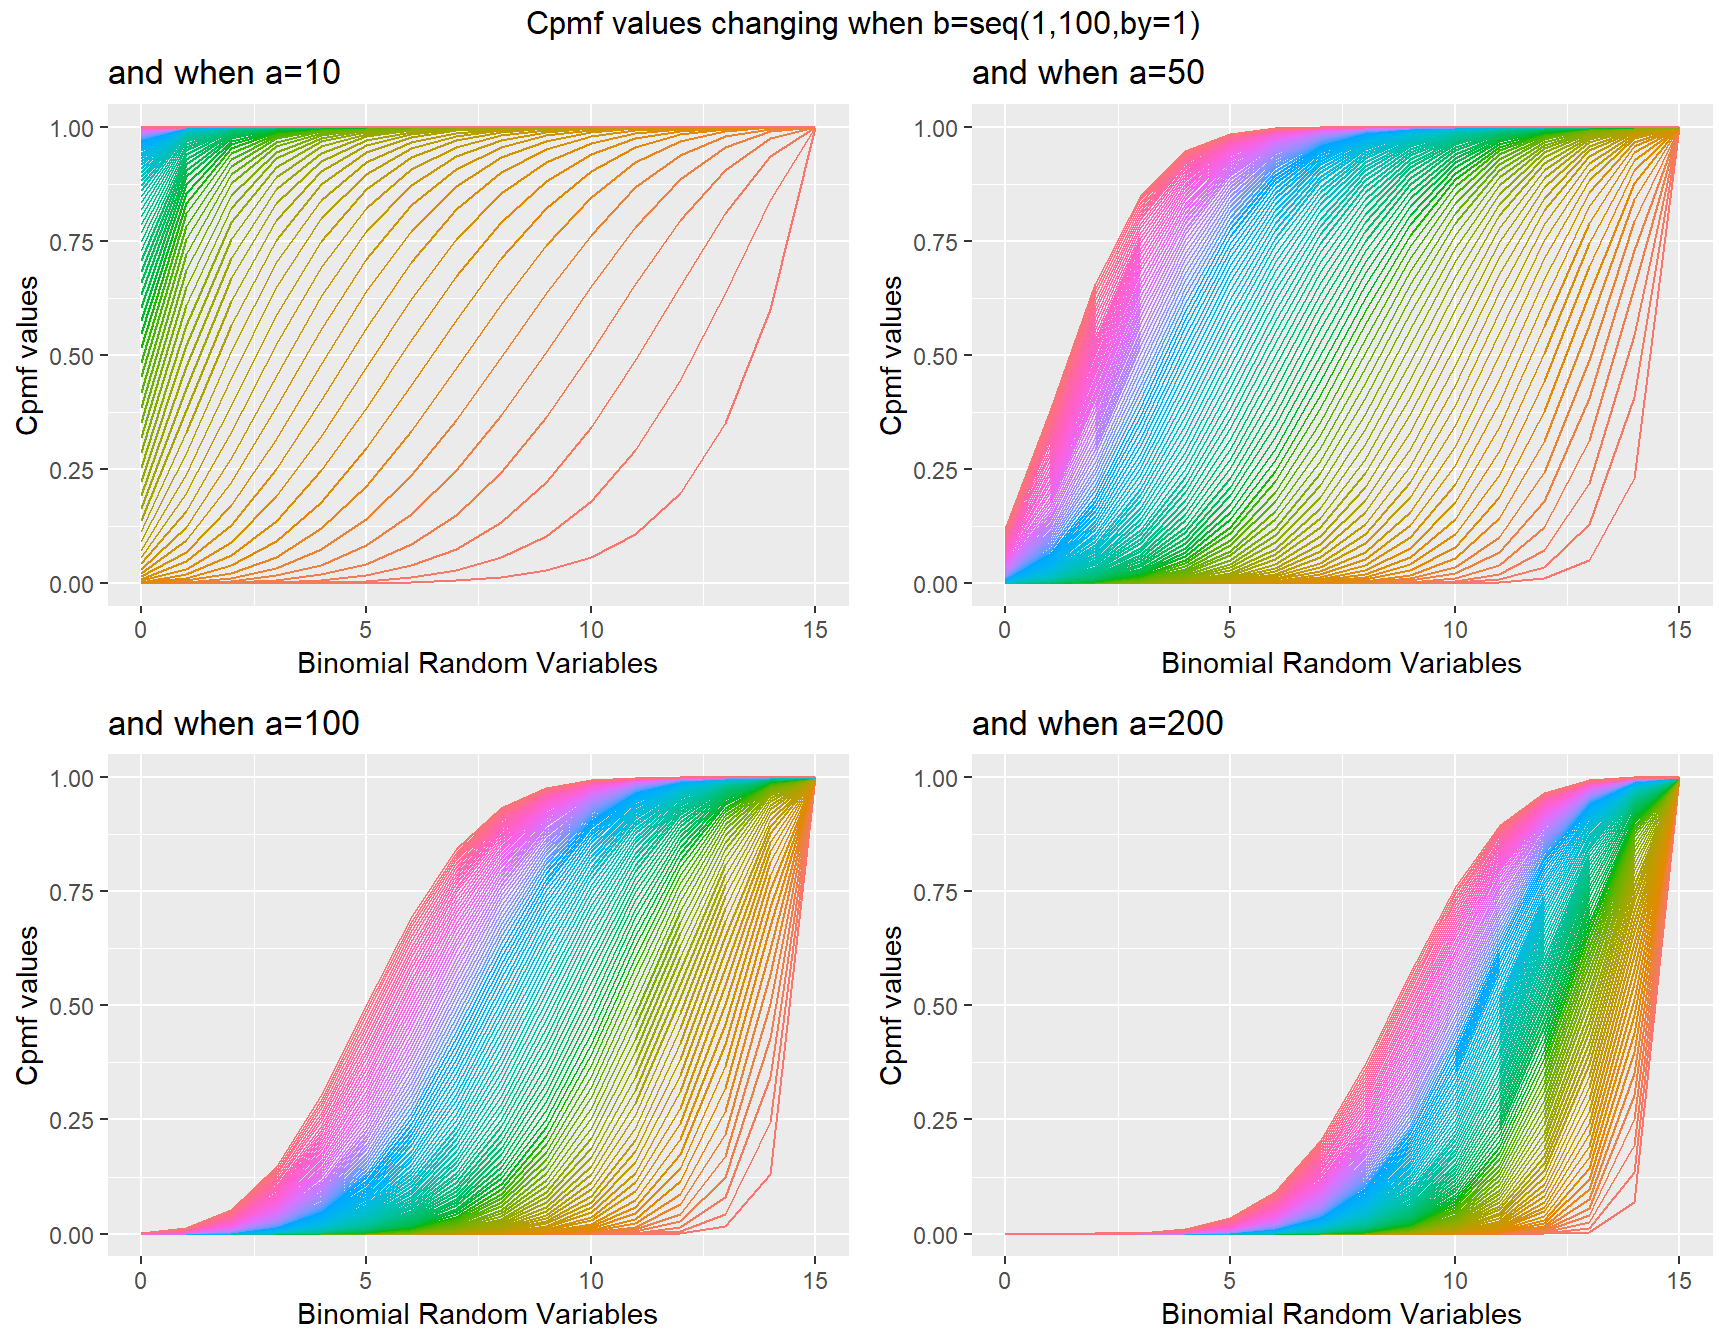 Cpmf values changing when b=seq(1,100,by=1)
and when a=10
Cpmf values
1.00
0.75
0.50
0.25
0.00
0 5 10 15
Binomial Random Variables
and when a=50
Cpmf values
1.00
0.75
0.50
0.25
0.00
0 5 10 15
Binomial Random Variables
and when a=100
Cpmf values
1.00
0.75
0.50
0.25
0.00
0 5 10 15
Binomial Random Variables
and when a=200
Cpmf values
1.00
0.75
0.50
0.25
0.00
0 5 10 15
Binomial Random Variables